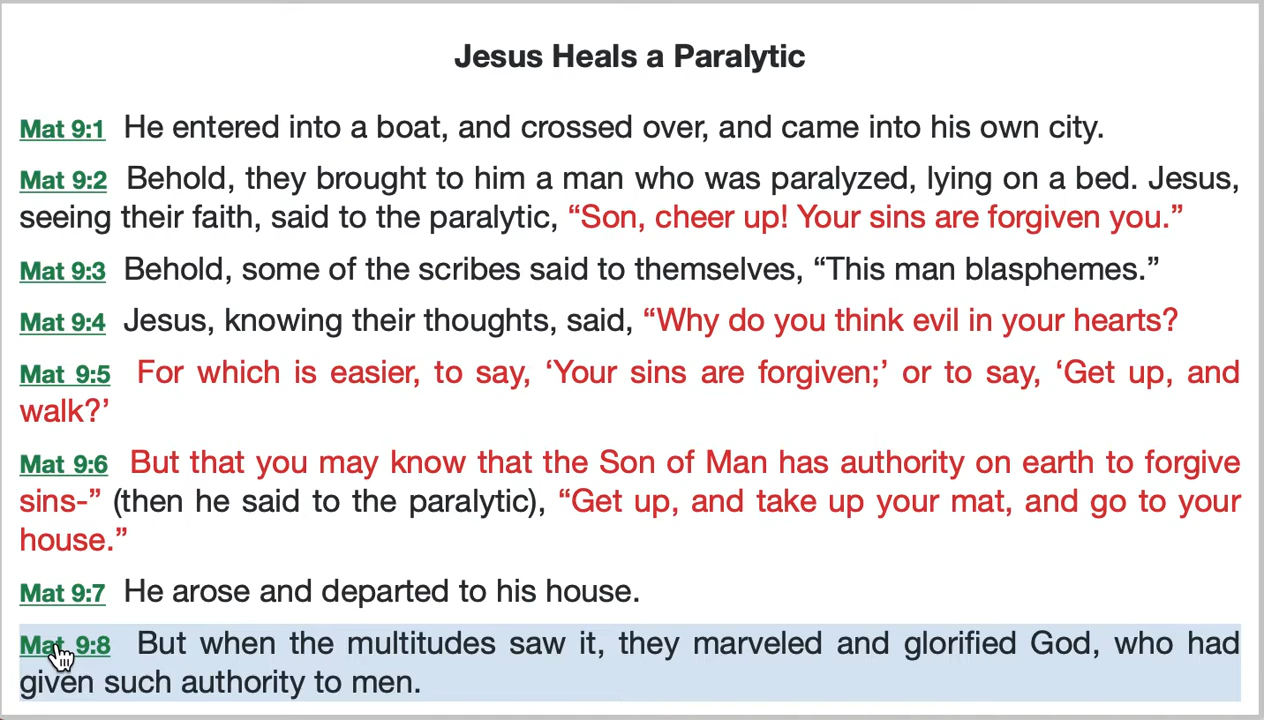 Jesus Heals a Paralytic
Mat 9:1 He entered into a boat, and crossed over, and came into his own city.
Mat 9:2 Behold, they brought to him a man who was paralyzed, lying on a bed. Jesus,
seeing their faith, said to the paralytic, “Son, cheer up! Your sins are forgiven you.”
Mat 9:3 Behold, some of the scribes said to themselves, “This man blasphemes.”
Mat 9:4 Jesus, knowing their thoughts, said, “Why do you think evil in your hearts?
Mat 9:5 For which is easier, to say, ‘Your sins are forgiven;’ or to say, ‘Get up, and
walk?’
Mat 9:6 But that you may know that the Son of Man has authority on earth to forgive
sins-” (then he said to the paralytic), “Get up, and take up your mat, and go to your
house.”
Mat 9:7 He arose and departed to his house.
Mat 9:8 But when the multitudes saw it, they marveled and glorified God, who had
given such authority to men.